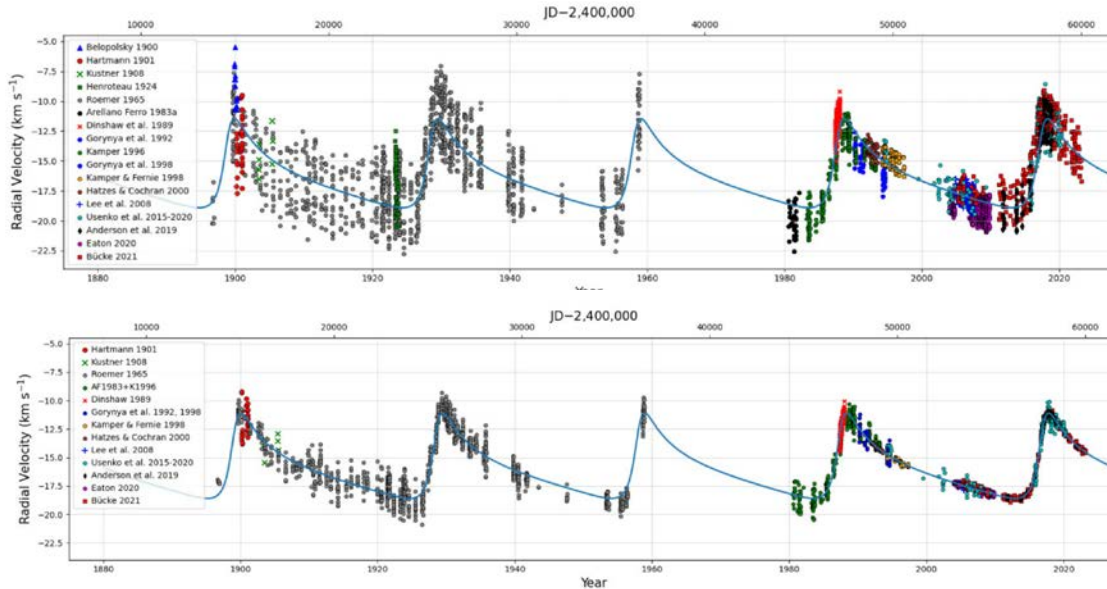 JD−2,400,000
10000 20000 30000 40000 50000 60000
Radial Velocity (km s⁻¹)
−5.0
−7.5
−10.0
−12.5
−15.0
−17.5
−20.0
−22.5
Belopolsky 1900
Hartmann 1901
Kustner 1908
Henroteau 1924
Roemer 1965
Arellano Ferro 1983a
Dinshaw et al. 1989
Gorynya et al. 1992
Kamper 1996
Gorynya et al. 1998
Kamper & Fernie 1998
Hatzes & Cochran 2000
Lee et al. 2008
Usenko et al. 2015-2020
Anderson et al. 2019
Eaton 2020
Bücke 2021
1880 1900 1920 1940 1960 1980 2000 2020
Year
JD−2,400,000
10000 20000 30000 40000 50000 60000
Radial Velocity (km s⁻¹)
−5.0
−7.5
−10.0
−12.5
−15.0
−17.5
−20.0
−22.5
Hartmann 1901
Kustner 1908
Roemer 1965
AF1983+K1996
Dinshaw 1989
Gorynya et al. 1992, 1998
Kamper & Fernie 1998
Hatzes & Cochran 2000
Lee et al. 2008
Usenko et al. 2015-2020
Anderson et al. 2019
Eaton 2020
Bücke 2021
1880 1900 1920 1940 1960 1980 2000 2020
Year